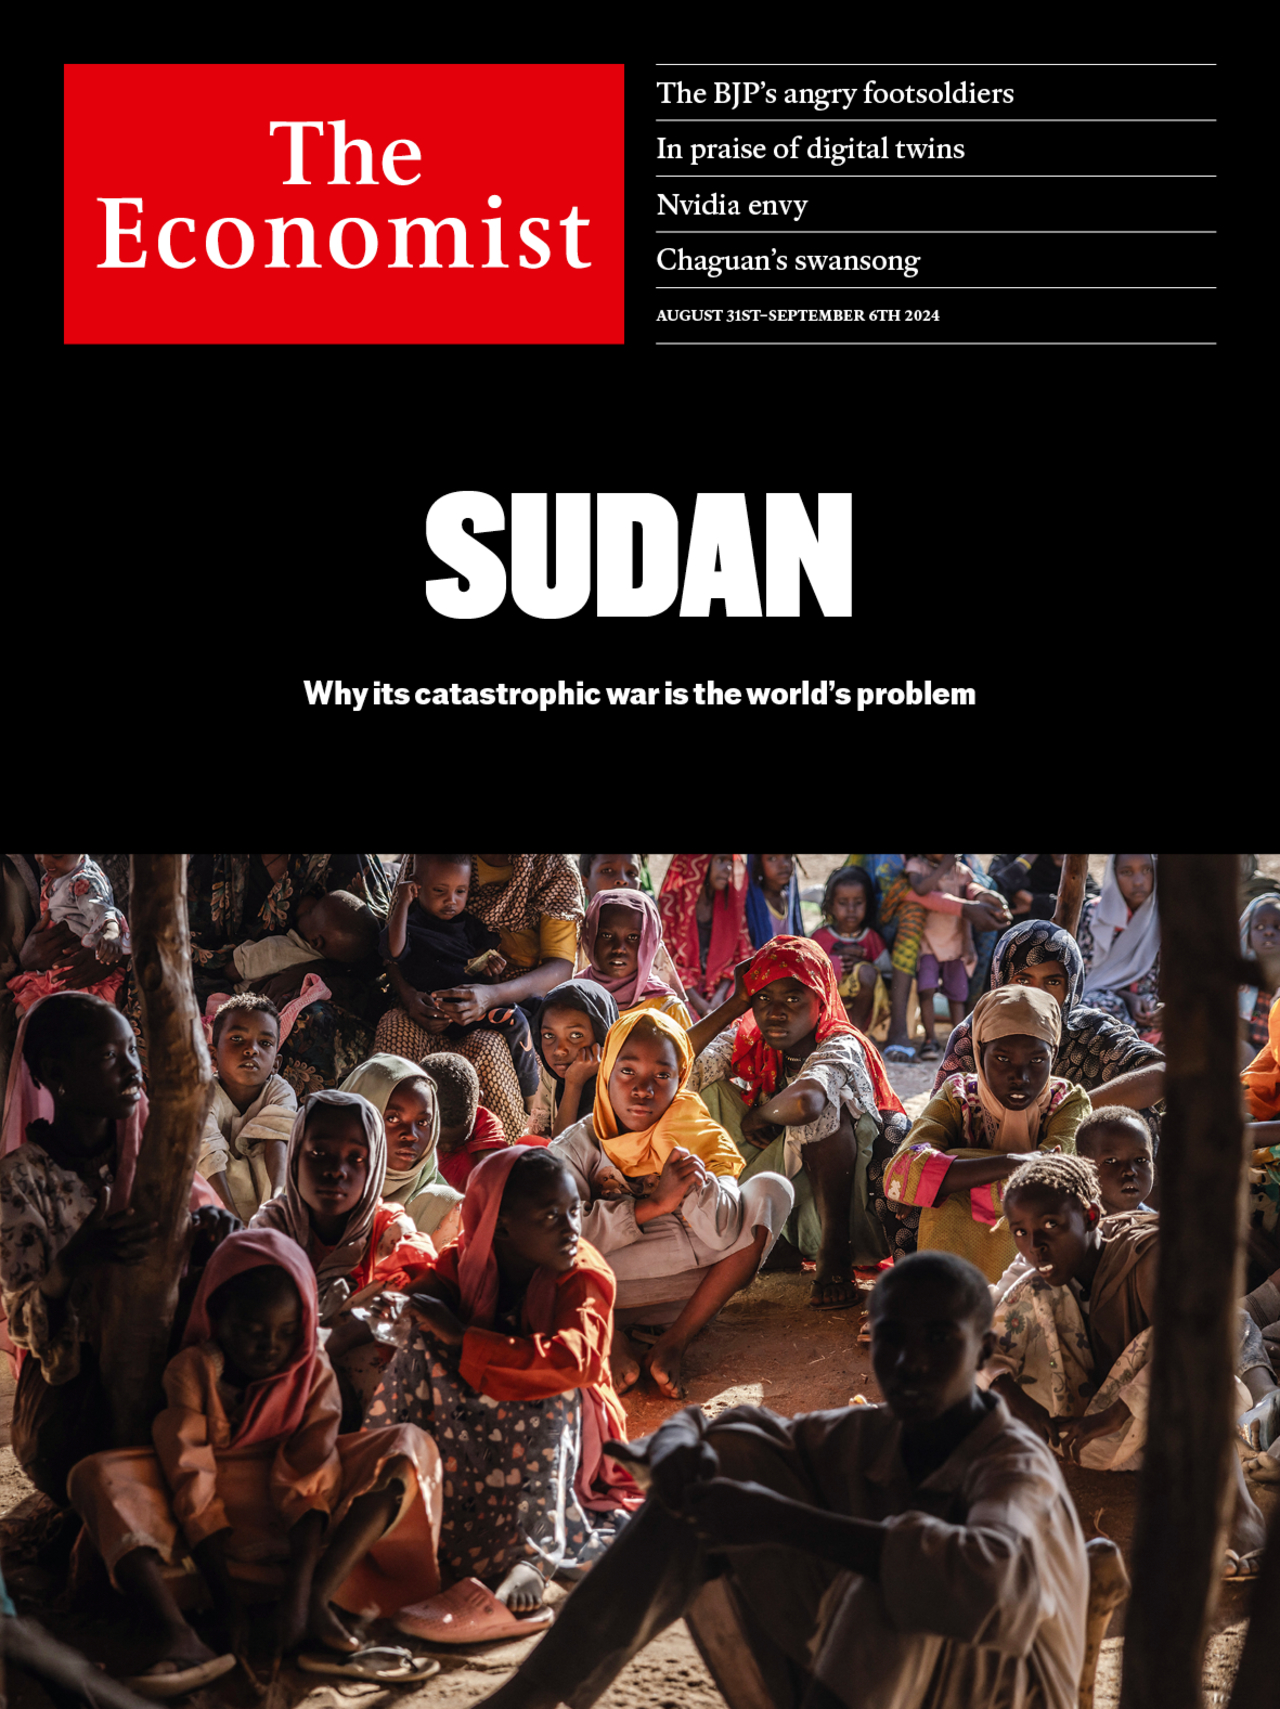 The
Economist
The BJP’s angry footsoldiers
In praise of digital twins
Nvidia envy
Chaguan’s swansong
AUGUST 31ST–SEPTEMBER 6TH 2024
SUDAN
Why its catastrophic war is the world’s problem